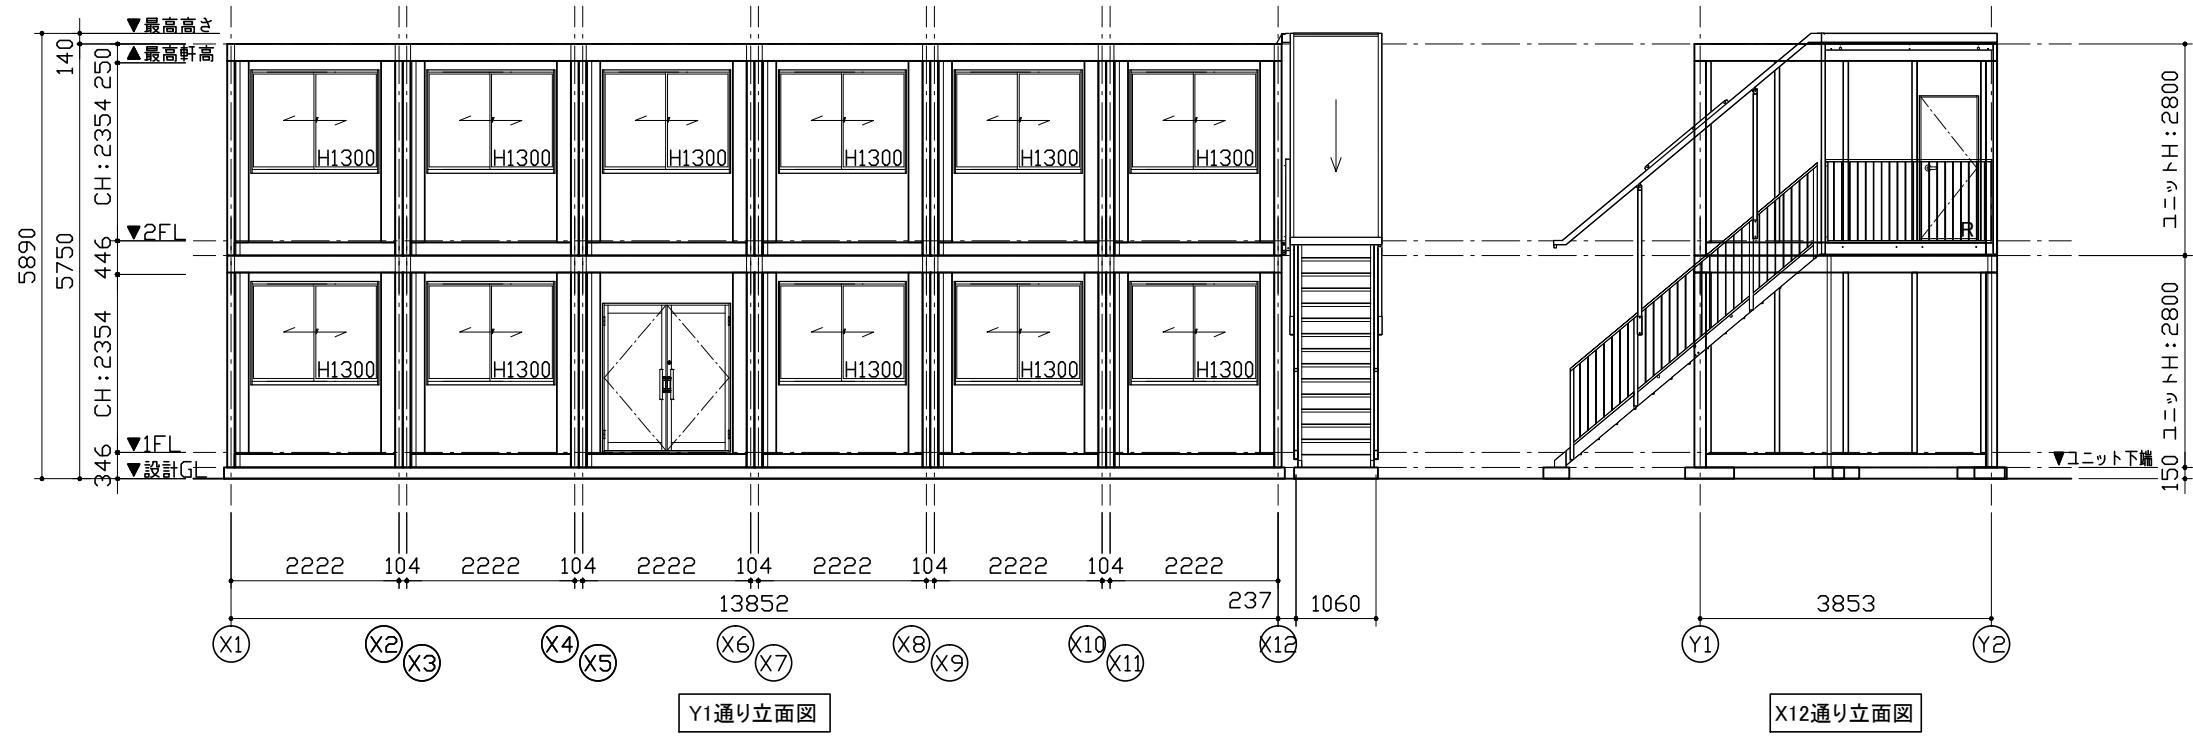 ▼最高高さ
▲最高軒高
140
250
CH:2354
▼2FL
446
5890
5750
CH:2354
▼1FL
346
▼設計GL
H1300 H1300 H1300 H1300 H1300 H1300
H1300 H1300 H1300 H1300 H1300
R
ユニットH:2800
ユニットH:2800
▼ユニット下端
150
2222 104 2222 104 2222 104 2222 104 2222 104 2222
13852 237 1060 3853
X1 X2 X3 X4 X5 X6 X7 X8 X9 X10 X11 X12 Y1 Y2
Y1通り立面図
X12通り立面図